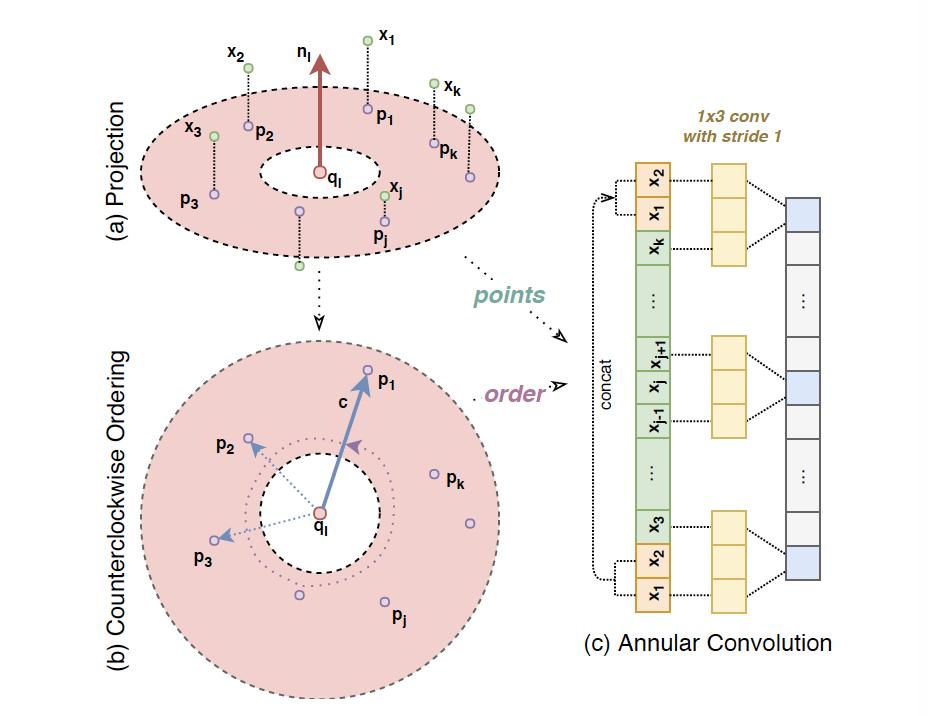 (a) Projection
n_l
x_1
x_2
x_k
x_3
p_1
p_2
p_k
q_l
x_j
p_3
p_j
points
order
(b) Counterclockwise Ordering
p_1
c
p_2
p_k
q_l
p_3
p_j
1x3 conv
with stride 1
concat
x_2
x_1
x_k
...
x_j+1
x_j
x_j-1
...
x_3
x_2
x_1
...
...
(c) Annular Convolution